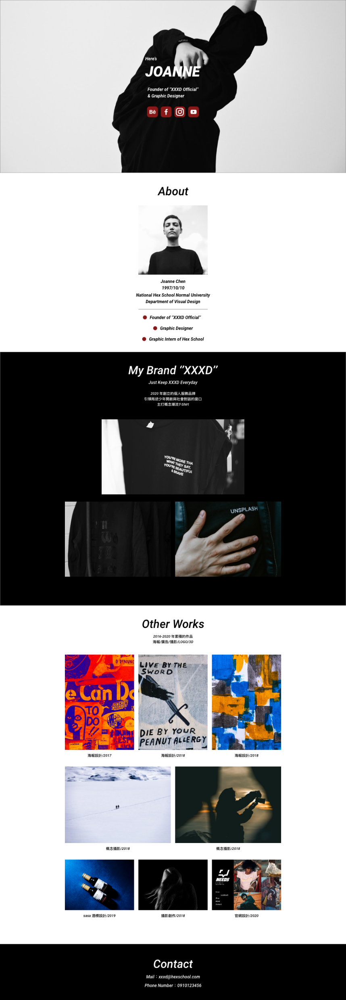 Here's
JOANNE
Founder of "XXXD Official"
& Graphic Designer
Bē
About
Joanne Chen
1997/10/10
National Hex School Normal University
Department of Visual Design
Founder of "XXXD Official"
Graphic Designer
Graphic Intern of Hex School
My Brand "XXXD"
Just Keep XXXD Everyday
2020 年創立的個人服飾品牌
引領叛逆少年開啟與社會對話的窗口
主打概念潮流T-Shirt
YOU'RE MORE THA
WHAT THEY SAY,
YOU'RE BEAUTIFUL
& BRAVE
UNSPLASH
Other Works
2016-2020 年累積的作品
海報/廣告/攝影/LOGO/3D
O DENUNC
e Can Do
SINCRO
NIZADOS
TO
DO!!
LIVE BY THE
SWORD
DIE BY YOUR
PEANUT ALLERGY
海報設計/2017
海報設計/2018
海報設計/2018
概念攝影/2018
概念攝影/2018
NEEDS
Lookbook
Shop
About
Contact
sasa 酒標設計/2019
攝影創作/2018
官網設計/2020
Contact
Mail：xxxd@hexschool.com
Phone Number：0910123456